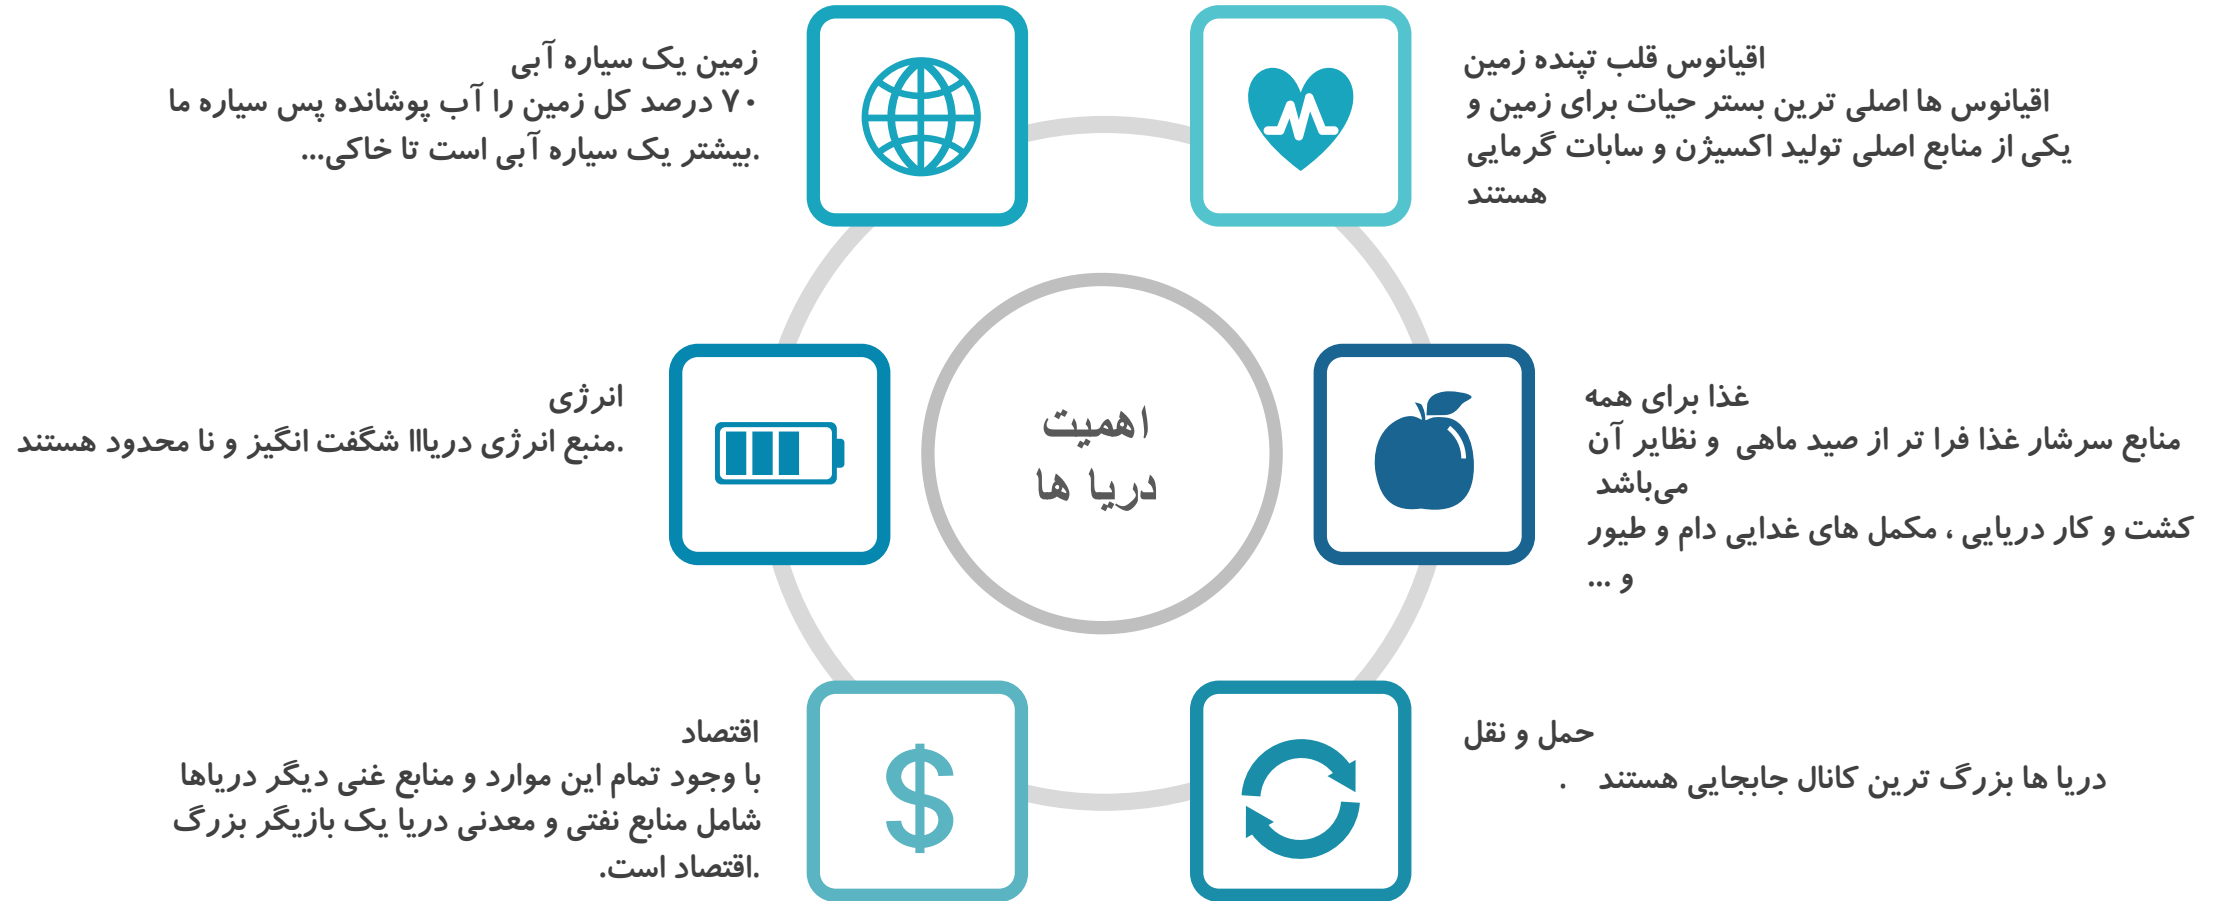 اقیانوس قلب تپنده زمین
اقیانوس ها اصلی ترین بستر حیات برای زمین و
یکی از منابع اصلی تولید اکسیژن و سابات گرمایی
هستند
زمین یک سیاره آبی
۷۰ درصد کل زمین را آب پوشانده پس سیاره ما
.بیشتر یک سیاره آبی است تا خاکی...
غذا برای همه
منابع سرشار غذا فرا تر از صید ماهی و نظایر آن
می‌باشد
کشت و کار دریایی ، مکمل های غدایی دام و طیور
و ...
اهمیت
دریا ها
انرژی
.منبع انرژی دریااا شگفت انگیز و نا محدود هستند
حمل و نقل
دریا ها بزرگ ترین کانال جابجایی هستند .
اقتصاد
با وجود تمام این موارد و منابع غنی دیگر دریاها
شامل منابع نفتی و معدنی دریا یک بازیگر بزرگ
.اقتصاد است.